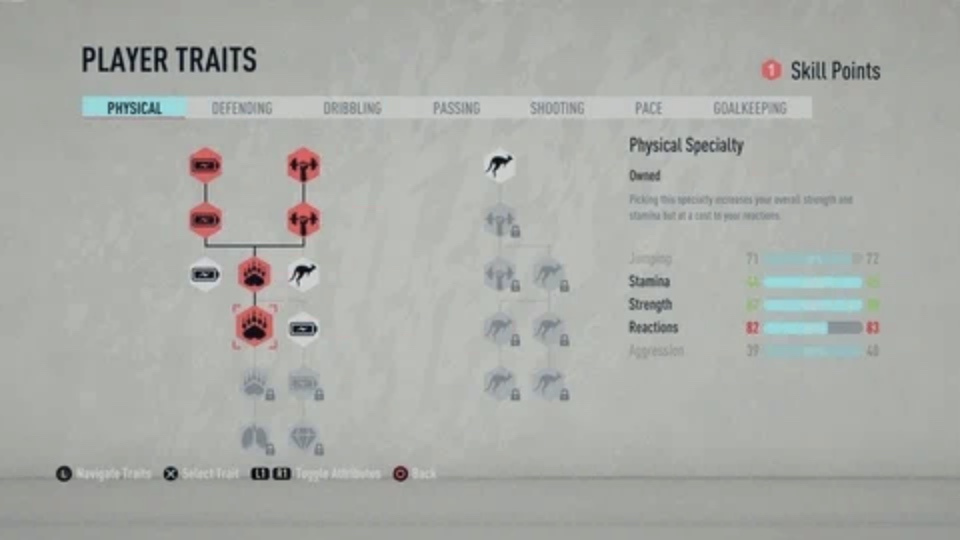 PLAYER TRAITS
1 Skill Points
PHYSICAL DEFENDING DRIBBLING PASSING SHOOTING PACE GOALKEEPING
Physical Specialty
Owned
Picking this specialty increases your overall strength and
stamina but at a cost to your reactions
Jumping 71 72
Stamina
Strength
Reactions 82 83
Aggression 39
L Navigate Traits Select Trait L1 R1 Toggle Attributes Back